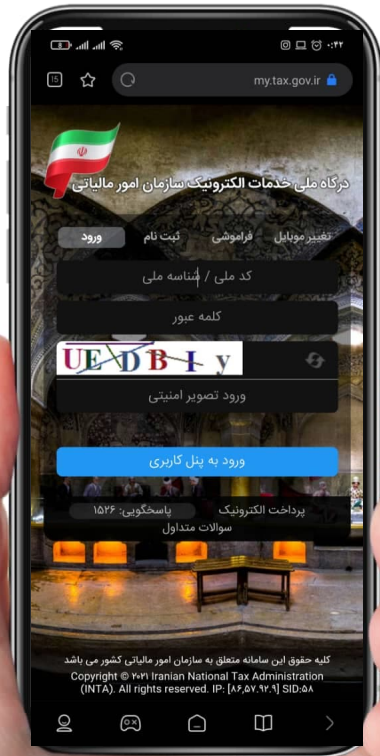 ۰:۴۲
my.tax.gov.ir
درگاه ملی خدمات الکترونیک سازمان امور مالیاتی
ورود ثبت نام فراموشی تغییر موبایل
کد ملی / شناسه ملی
کلمه عبور
UEDBIy
ورود تصویر امنیتی
ورود به پنل کاربری
پرداخت الکترونیک پاسخگویی: ۱۵۲۶
سوالات متداول
کلیه حقوق این سامانه متعلق به سازمان امور مالیاتی کشور می باشد
Copyright © ۲۰۲۱ Iranian National Tax Administration
(INTA). All rights reserved. IP: [۸۶,۵۷.۹۲.۹] SID:۵۸